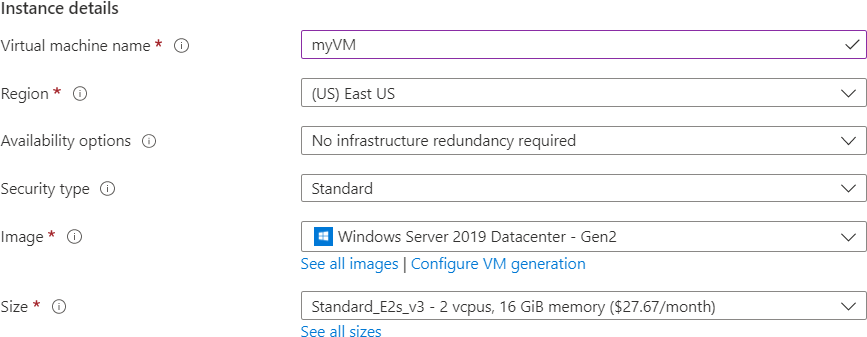 Instance details
Virtual machine name * myVM
Region * (US) East US
Availability options No infrastructure redundancy required
Security type Standard
Image * Windows Server 2019 Datacenter - Gen2
See all images | Configure VM generation
Size * Standard_E2s_v3 - 2 vcpus, 16 GiB memory ($27.67/month)
See all sizes